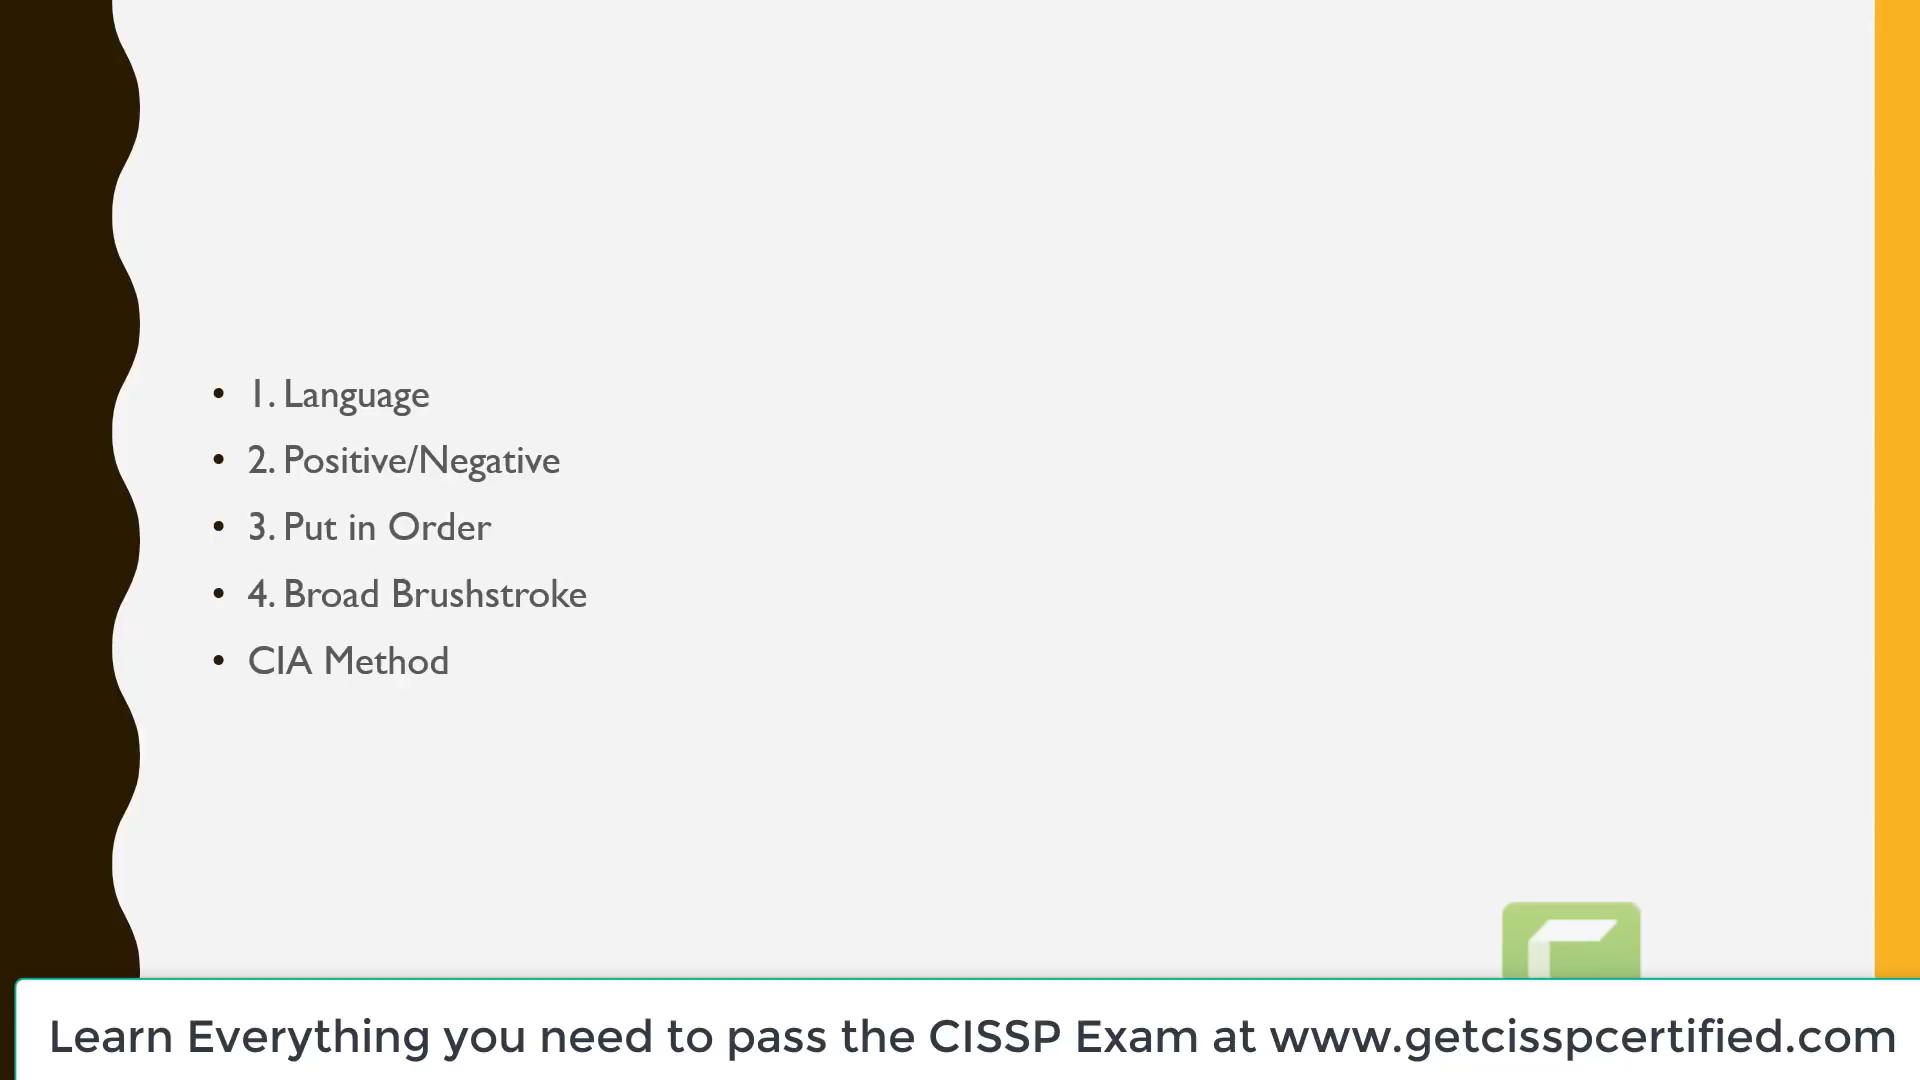 • 1. Language
• 2. Positive/Negative
• 3. Put in Order
• 4. Broad Brushstroke
• CIA Method
Learn Everything you need to pass the CISSP Exam at www.getcisspcertified.com